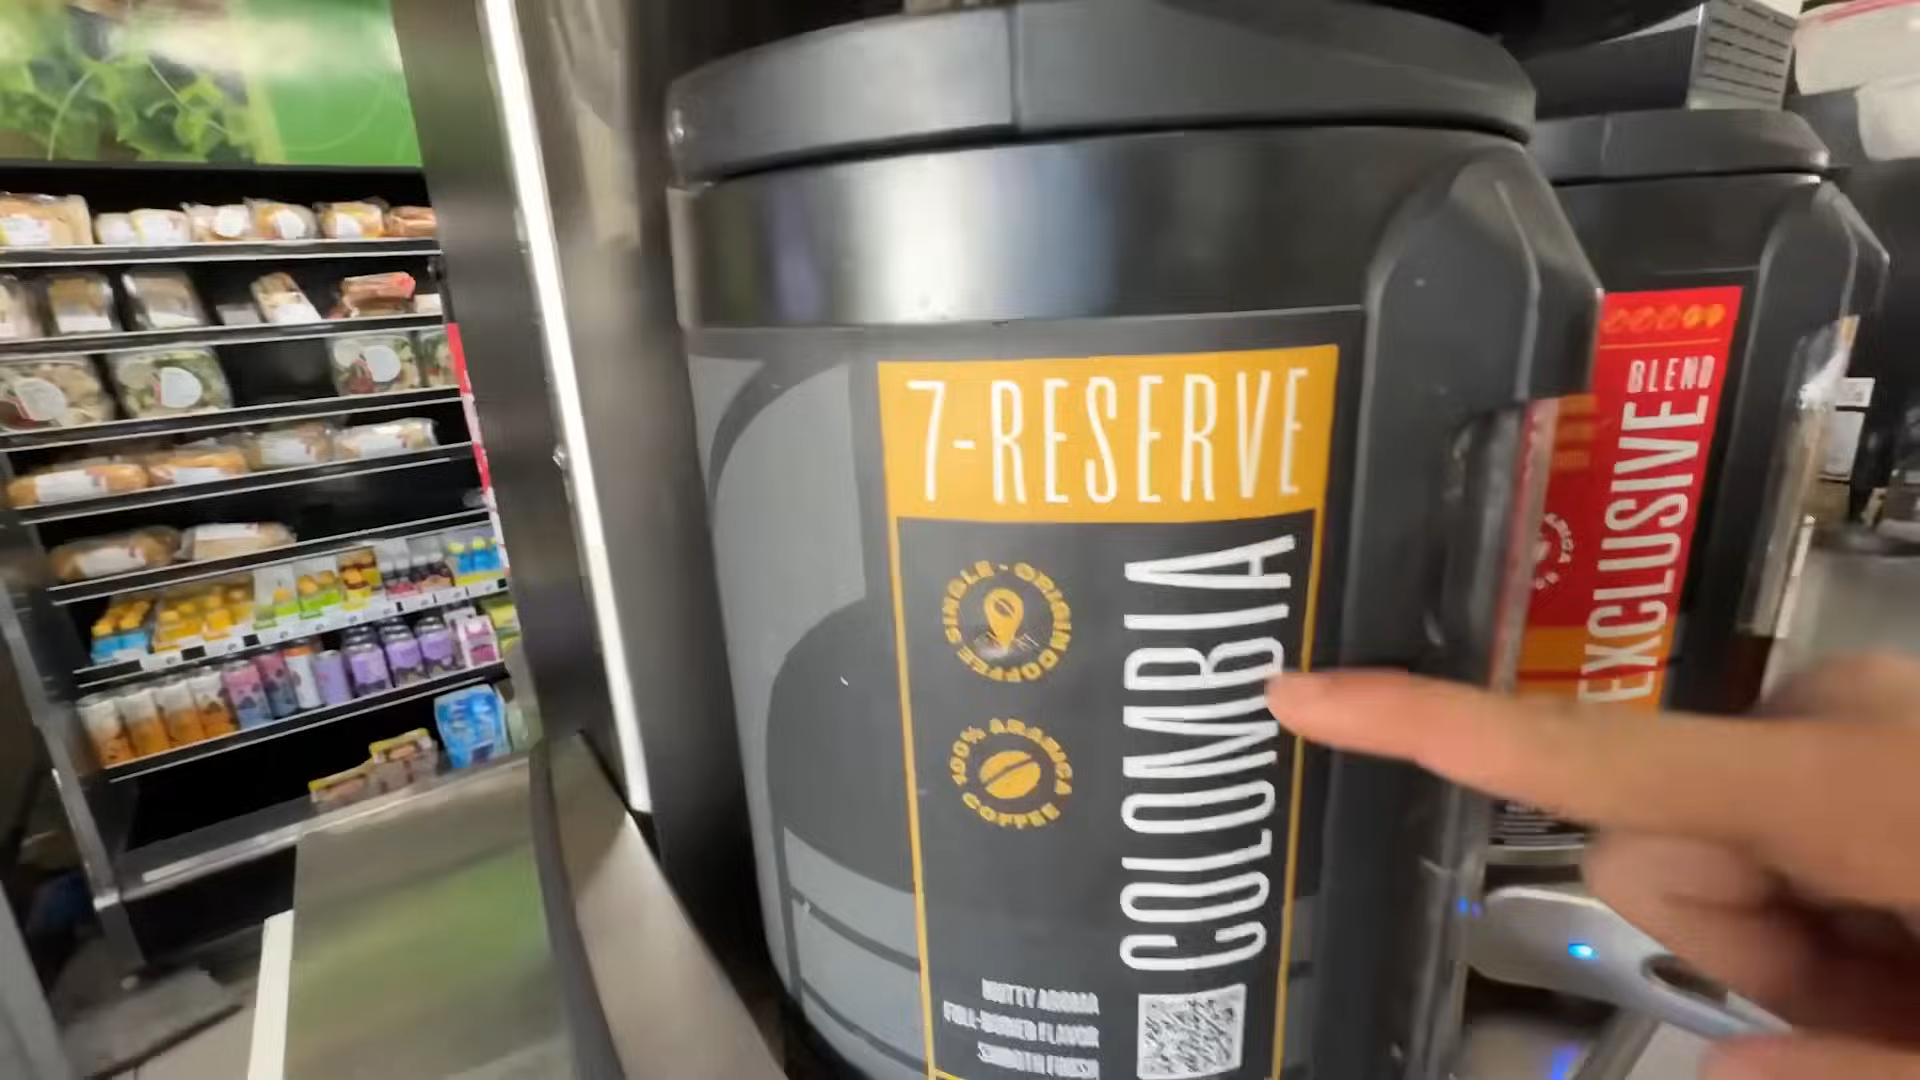 7-RESERVE
SINGLE-ORIGIN COFFEE
100% ARABICA COFFEE
COLOMBIA
NUTTY AROMA
FULL-BODIED FLAVOR
SMOOTH FINISH
EXCLUSIVE
BLEND